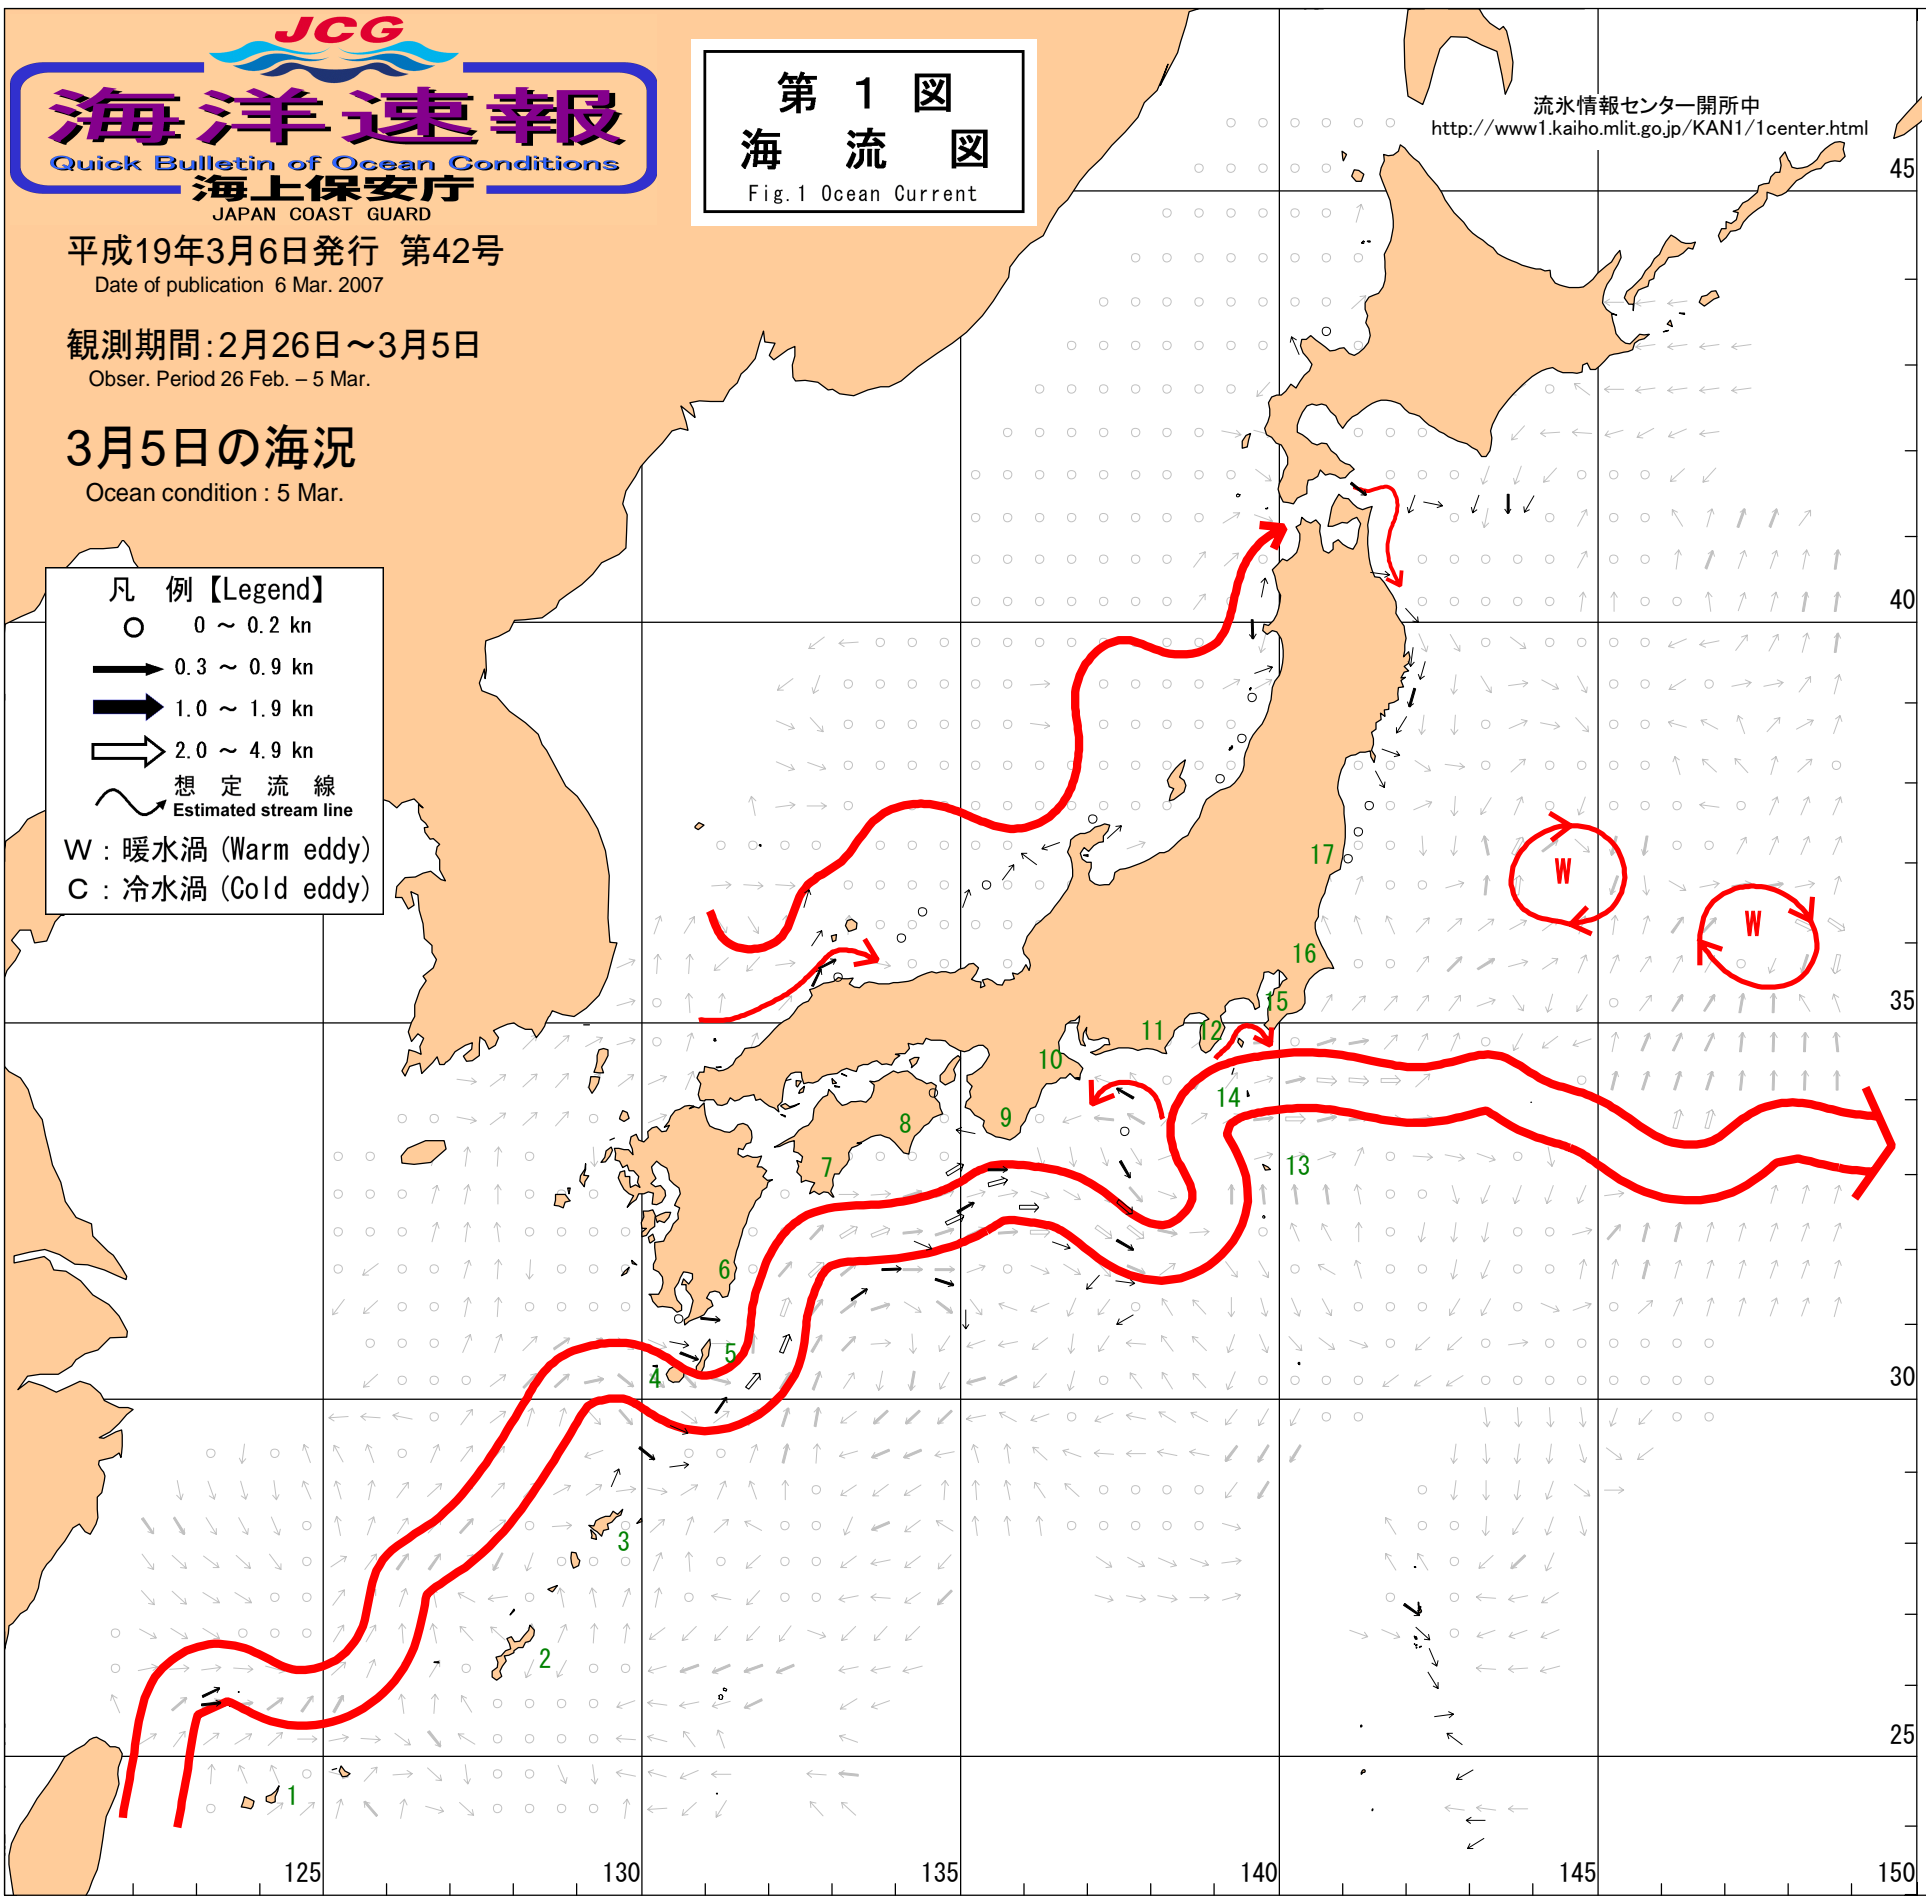 JCG
海洋速報
Quick Bulletin of Ocean Conditions
海上保安庁
JAPAN COAST GUARD
平成19年3月6日発行 第42号
Date of publication 6 Mar. 2007
観測期間:2月26日～3月5日
Obser. Period 26 Feb. – 5 Mar.
3月5日の海況
Ocean condition : 5 Mar.
第 1 図
海 流 図
Fig.1 Ocean Current
流氷情報センター開所中
http://www1.kaiho.mlit.go.jp/KAN1/1center.html
凡 例【Legend】
0 ～ 0.2 kn
0.3 ～ 0.9 kn
1.0 ～ 1.9 kn
2.0 ～ 4.9 kn
想 定 流 線
Estimated stream line
W : 暖水渦 (Warm eddy)
C : 冷水渦 (Cold eddy)
45
40
35
30
25
125
130
135
140
145
150
W
W
17
16
15
12
11
10
14
9
8
13
7
6
5
4
3
2
1